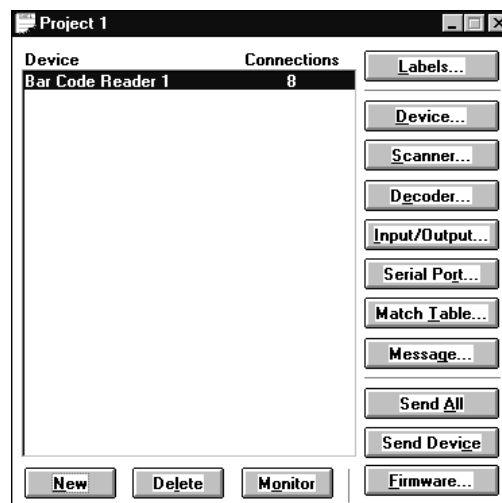 Project 1
Device Connections
Bar Code Reader 1 8
Labels...
Device...
Scanner...
Decoder...
Input/Output...
Serial Port...
Match Table...
Message...
Send All
Send Device
Firmware...
New Delete Monitor